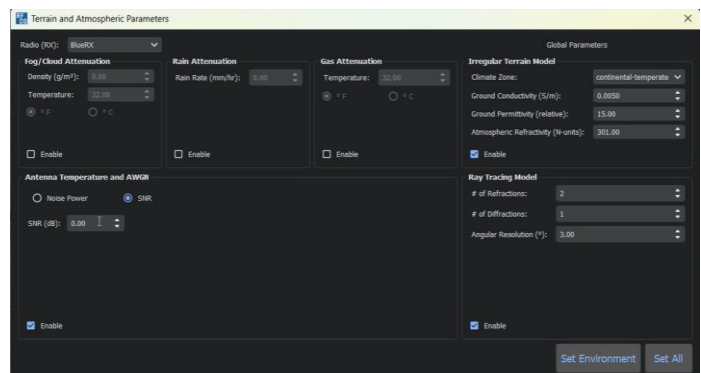 Terrain and Atmospheric Parameters
Radio (RX): BlueRX
Global Parameters
Fog/Cloud Attenuation
Density (g/m³): 0.00
Temperature: 32.00
° F ° C
Enable
Rain Attenuation
Rain Rate (mm/hr): 0.00
Enable
Gas Attenuation
Temperature: 32.00
° F ° C
Enable
Irregular Terrain Model
Climate Zone: continental-temperate
Ground Conductivity (S/m): 0.0050
Ground Permittivity (relative): 15.00
Atmospheric Refractivity (N-units): 301.00
Enable
Antenna Temperature and AWGN
Noise Power SNR
SNR (dB): 0.00
Enable
Ray Tracing Model
# of Refractions: 2
# of Diffractions: 1
Angular Resolution (°): 3.00
Enable
Set Environment Set All